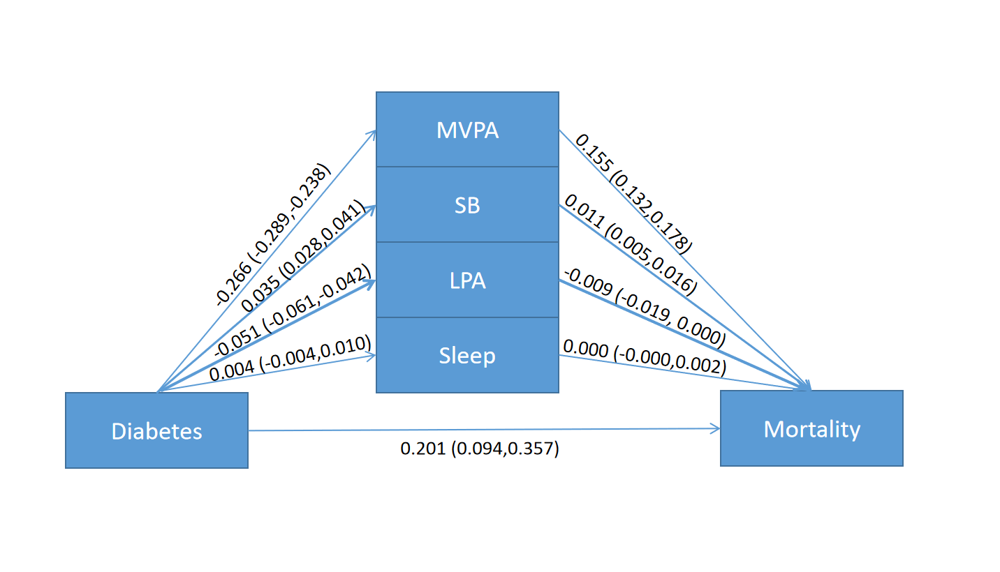 MVPA
SB
LPA
Sleep
-0.266 (-0.289,-0.238)
0.035 (0.028,0.041)
-0.051 (-0.061,-0.042)
0.004 (-0.004,0.010)
0.155 (0.132,0.178)
0.011 (0.005,0.016)
-0.009 (-0.019, 0.000)
0.000 (-0.000,0.002)
Diabetes
Mortality
0.201 (0.094,0.357)